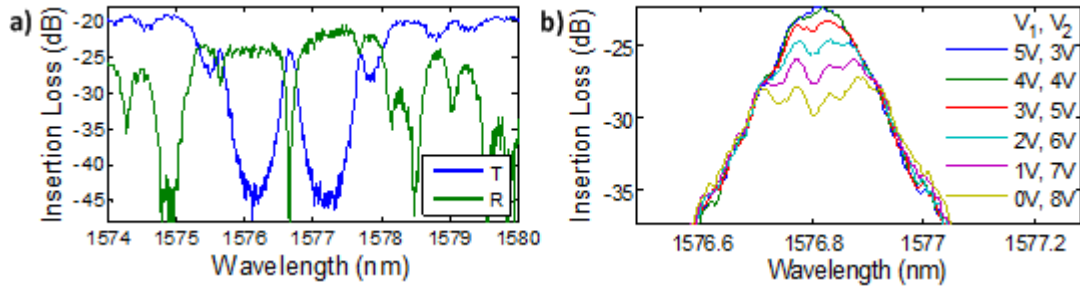 a)
Insertion Loss (dB)
-20
-25
-30
-35
-40
-45
T
R
1574 1575 1576 1577 1578 1579 1580
Wavelength (nm)
b)
Insertion Loss (dB)
-25
-30
-35
V1, V2
5V, 3V
4V, 4V
3V, 5V
2V, 6V
1V, 7V
0V, 8V
1576.6 1576.8 1577 1577.2
Wavelength (nm)